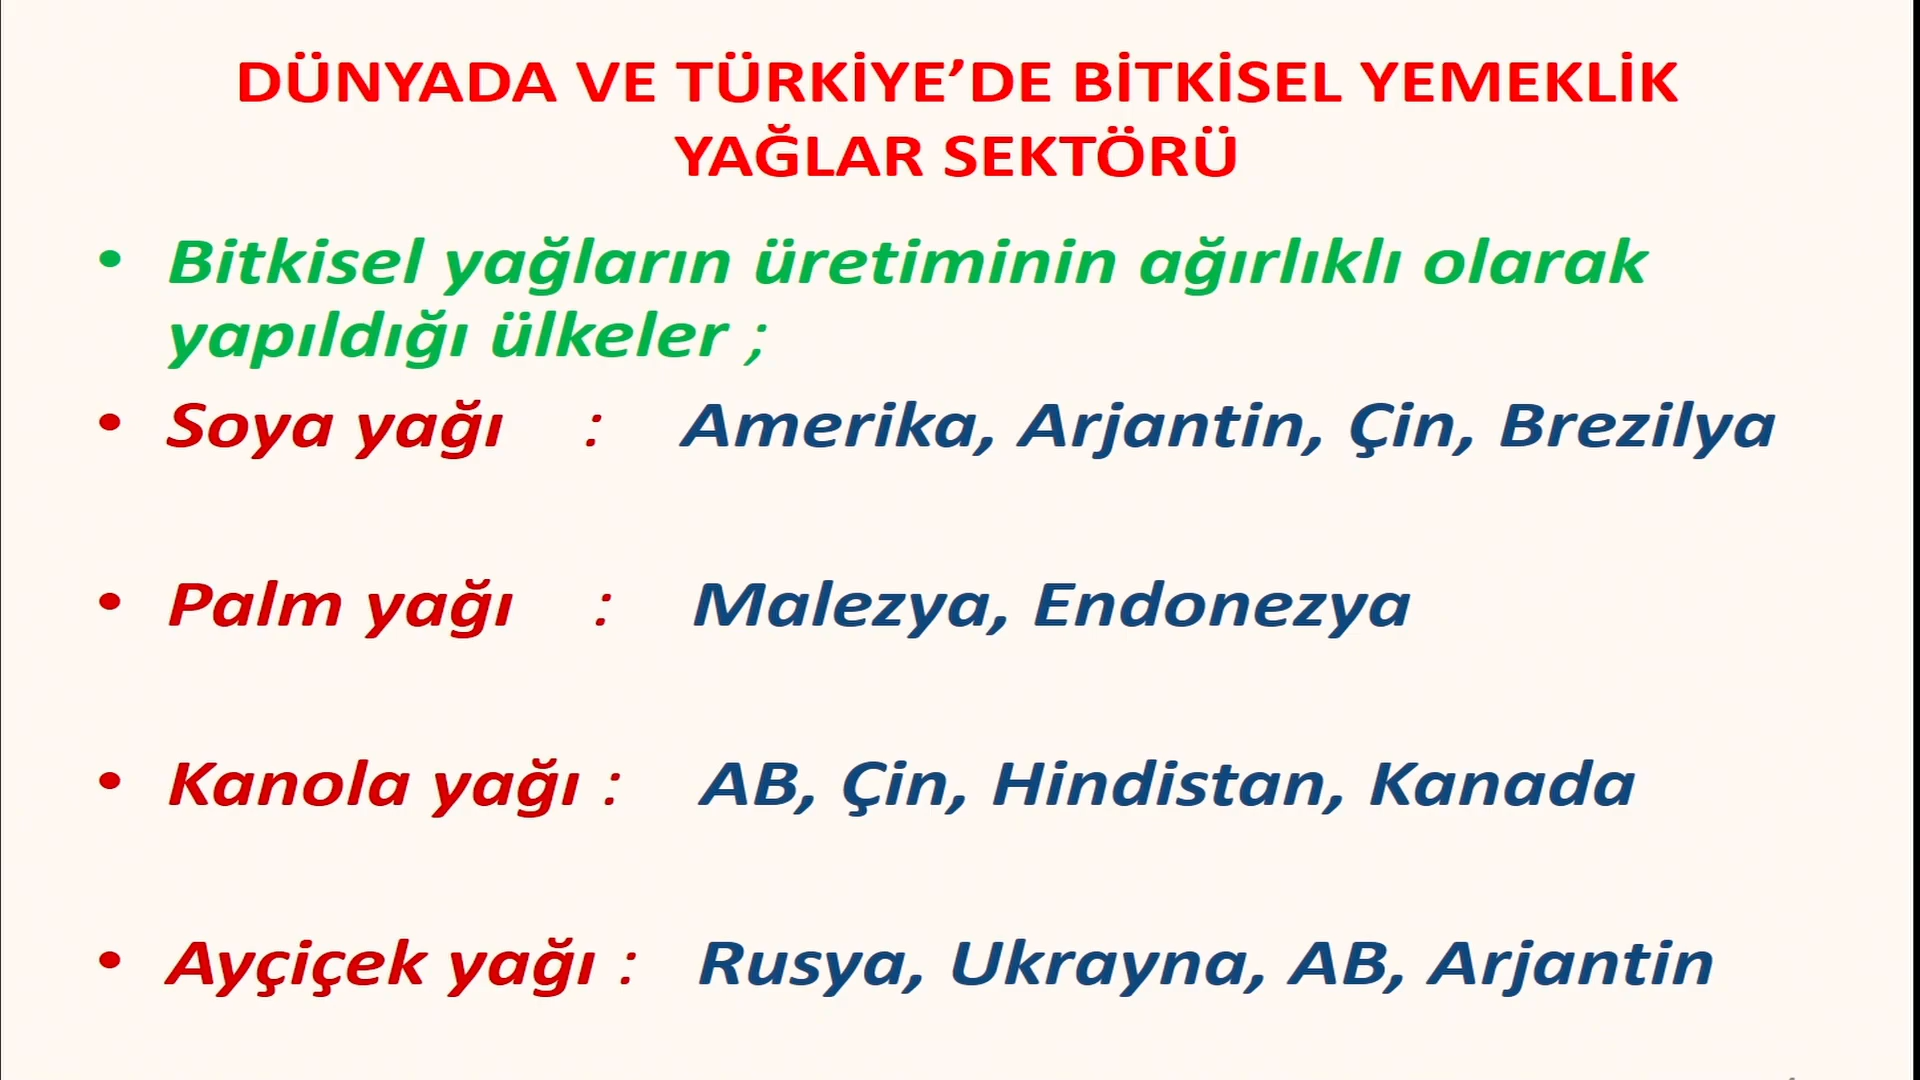 DÜNYADA VE TÜRKİYE’DE BİTKİSEL YEMEKLİK
YAĞLAR SEKTÖRÜ
• Bitkisel yağların üretiminin ağırlıklı olarak
yapıldığı ülkeler ;
• Soya yağı : Amerika, Arjantin, Çin, Brezilya
• Palm yağı : Malezya, Endonezya
• Kanola yağı : AB, Çin, Hindistan, Kanada
• Ayçiçek yağı : Rusya, Ukrayna, AB, Arjantin